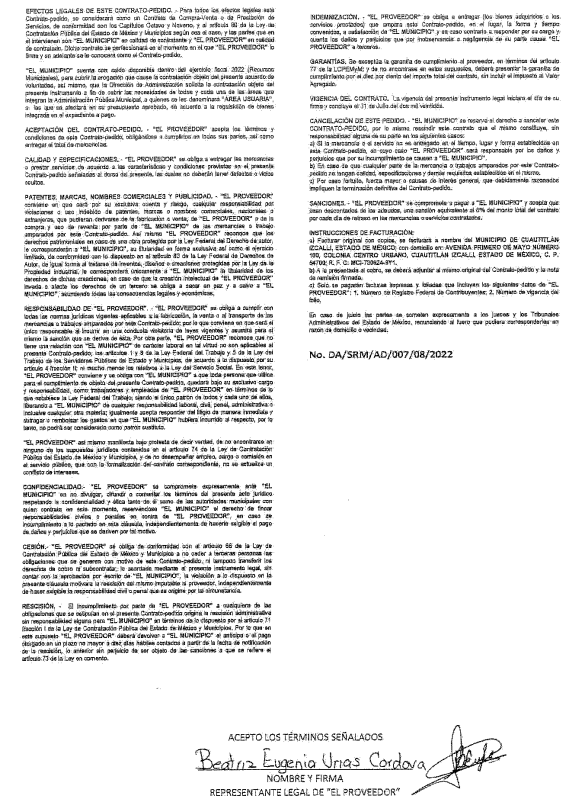 EFECTOS LEGALES DE ESTE CONTRATO-PEDIDO. - Para todos los efectos legales este
Contrato-pedido, se considerará como un Contrato de Compra-Venta o de Prestación de
Servicios, de conformidad con los Capítulos Octavo y Noveno, y al artículo 60 de la Ley de
Contratación Pública del Estado de México y Municipios según sea el caso, y las partes que en
el intervienen son "EL MUNICIPIO" en calidad de contratante y "EL PROVEEDOR" en calidad
de contratado. Dicho contrato se perfeccionará en el momento en el que "EL PROVEEDOR" lo
firma y en adelante se le conocerá como el Contrato-pedido.
"EL MUNICIPIO" cuenta con saldo disponible dentro del ejercicio fiscal 2022 (Recursos
Municipales), para cubrir la erogación que cause la contratación objeto del presente acuerdo de
voluntades, así mismo, que la Dirección de Administración solicita la contratación objeto del
presente instrumento a fin de cubrir las necesidades de todas y cada una de las áreas que
integran la Administración Pública Municipal, a quienes se les denominará "AREA USUARIA",
a las que se afectará en su presupuesto aprobado, de acuerdo a la requisición de bienes
integrada en el expediente a pago.
ACEPTACIÓN DEL CONTRATO-PEDIDO. - "EL PROVEEDOR" acepta los términos y
condiciones de este Contrato-pedido, obligándose a cumplirlos en todas sus partes, así como
entregar el total de mercancías.
CALIDAD Y ESPECIFICACIONES. - "EL PROVEEDOR" se obliga a entregar las mercancías
o prestar servicios de acuerdo a las características y condiciones previstas en el presente
Contrato-pedido señaladas al dorso del presente, las cuales no deberán tener defectos o vicios
ocultos.
PATENTES, MARCAS, NOMBRES COMERCIALES Y PUBLICIDAD. - "EL PROVEEDOR"
conviene en que será por su exclusiva cuenta y riesgo, cualquier responsabilidad por
violaciones o uso indebido de patentes, marcas o nombres comerciales, nacionales o
extranjeros, que pudieran derivarse de la fabricación o venta, de "EL PROVEEDOR" o de la
compra y uso de reventa por parte de "EL MUNICIPIO" de las mercancías o trabajo
amparados por este Contrato-pedido. Así mismo "EL PROVEEDOR" reconoce que los
derechos patrimoniales en caso de ser una obra protegida por la Ley Federal del Derecho de autor,
le corresponderán a "EL MUNICIPIO", su titularidad en forma exclusiva así como el ejercicio
limitado, de conformidad con lo dispuesto en el artículo 83 de la Ley Federal de Derechos de
Autor, de igual forma al tratarse de inventos, diseños o creaciones protegidas por la Ley de la
Propiedad Industrial; le corresponderá únicamente a "EL MUNICIPIO" la titularidad de los
derechos de dichas creaciones, en caso de que la creación intelectual de "EL PROVEEDOR"
invada o afecte los derechos de un tercero se obliga a sacar en paz y a salvo a "EL
MUNICIPIO", asumiendo todas las consecuencias legales y económicas.
RESPONSABILIDAD DE "EL PROVEEDOR". - "EL PROVEEDOR" se obliga a cumplir con
todas las normas jurídicas vigentes aplicables a la fabricación, la venta o el transporte de las
mercancías o trabajos amparados por este Contrato-pedido; por lo que conviene en que será el
único responsable al incurrir en una conducta violatoria de leyes vigentes y asumirá para el
mismo la sanción que se derive de ésta. Por otra parte, "EL PROVEEDOR" reconoce que no
tiene una relación con "EL MUNICIPIO" de carácter laboral en tal virtud no son aplicables al
presente Contrato-pedido; los artículos 1 y 8 de la Ley Federal del Trabajo y 5 de la Ley del
Trabajo de los Servidores Públicos del Estado y Municipios, de acuerdo a lo dispuesto por su
artículo 4 fracción II; ni mucho menos los relativos a la Ley del Servicio Social. En este tenor,
"EL PROVEEDOR" conviene y se obliga con "EL MUNICIPIO" a que toda persona que utilice
para el cumplimiento de objeto del presente Contrato-pedido, quedará bajo su exclusivo cargo
y responsabilidad, como trabajadores y empleados de "EL PROVEEDOR" en términos de lo
que establece la Ley Federal del Trabajo; siendo el único patrón de todos y cada uno de ellos,
liberando a "EL MUNICIPIO" de cualquier responsabilidad laboral, civil, penal, administrativa o
inclusive cualquier otra materia; igualmente acepta responder del litigio de manera inmediata y
sufragar o reembolsar los gastos en que "EL MUNICIPIO" hubiera incurrido al respecto, por lo
tanto, no podrá ser considerado como patrón sustituto.
"EL PROVEEDOR" así mismo manifiesta bajo protesta de decir verdad, de no encontrarse en
ninguno de los supuestos jurídicos contenidos en el artículo 74 de la Ley de Contratación
Pública del Estado de México y Municipios, y de no desempeñar empleo, cargo o comisión en
el servicio público, que con la formalización del contrato correspondiente, no se actualiza un
conflicto de intereses.
CONFIDENCIALIDAD.- "EL PROVEEDOR" se compromete expresamente ante "EL
MUNICIPIO" en no divulgar, difundir o comentar los términos del presente acto jurídico
respetando la confidencialidad y ética tanto de él como de las autoridades municipales con
quien contrata en este momento, reservándose "EL MUNICIPIO" el derecho de fincar
responsabilidades civiles o penales en contra de "EL PROVEEDOR", en caso de
incumplimiento a lo pactado en esta cláusula, independientemente de hacerle exigible el pago
de daños y perjuicios que se deriven por tal motivo.
CESIÓN.- "EL PROVEEDOR" se obliga de conformidad con el artículo 66 de la Ley de
Contratación Pública del Estado de México y Municipios a no ceder a terceras personas las
obligaciones que se generen con motivo de este Contrato-pedido, ni tampoco transferir los
derechos de cobro ni subcontratar; lo acordado mediante el presente instrumento legal, sin
contar con la aprobación por escrito de "EL MUNICIPIO", la violación a lo dispuesto en la
presente cláusula motivará la rescisión del mismo imputable al proveedor, independientemente
de hacer exigible la responsabilidad civil o penal que se origine por tal circunstancia.
RESCISIÓN. - El incumplimiento por parte de "EL PROVEEDOR" a cualquiera de las
obligaciones que se estipulan en el presente Contrato-pedido origina la rescisión administrativa
sin responsabilidad alguna para "EL MUNICIPIO" en términos de lo dispuesto por el artículo 71
fracción I de la Ley de Contratación Pública del Estado de México y Municipios. Por lo que en
este supuesto "EL PROVEEDOR" deberá devolver a "EL MUNICIPIO" el anticipo o el pago
delgado en un plazo no mayor a diez días hábiles contados a partir de la fecha de notificación
de la rescisión, lo anterior sin perjuicio de ser objeto de las sanciones a que se refiere el
artículo 73 de la Ley en comento.
INDEMNIZACIÓN. - "EL PROVEEDOR" se obliga a entregar (los bienes adquiridos o los
servicios prestados) que ampara este Contrato-pedido, en el lugar, la forma y tiempo
convenidos, a satisfacción de "EL MUNICIPIO" y en caso contrario a responder por su cargo y
cuenta los daños y perjuicios que por inobservancia o negligencia de su parte cause "EL
PROVEEDOR" a terceros.
GARANTÍAS. Se exceptúa la garantía de cumplimiento al proveedor, en términos del artículo
77 de la LCPEMyM; y de no encontrarse en estos supuestos, deberá presentar la garantía de
cumplimiento por el diez por ciento del importe total del contrato, sin incluir el Impuesto al Valor
Agregado.
VIGENCIA DEL CONTRATO. La vigencia del presente instrumento legal iniciara el día de su
firma y concluye el 31 de Julio del dos mil veintidós.
CANCELACIÓN DE ESTE PEDIDO. - "EL MUNICIPIO" se reserva el derecho a cancelar este
CONTRATO-PEDIDO, por lo mismo rescindir este contrato que el mismo constituye, sin
responsabilidad alguna de su parte en los siguientes casos:
a) Si la mercancía o el servicio no es entregado en el tiempo, lugar y forma establecidos en
este Contrato-pedido, en cuyo caso "EL PROVEEDOR" será responsable por los daños y
perjuicios que por su incumplimiento se causen a "EL MUNICIPIO".
b) En caso de que cualquier parte de la mercancía o trabajos amparados por este Contrato-
pedido no tengan calidad, especificaciones y demás requisitos establecidos en el mismo.
c) Por caso fortuito, fuerza mayor o causas de interés general, que debidamente razonados
impliquen la terminación definitiva del Contrato-pedido.
SANCIONES. - "EL PROVEEDOR" se compromete a pagar a "EL MUNICIPIO" y acepta que
sean descontados de los adeudos, una sanción equivalente al 6% del monto total del contrato
por cada día de retraso en las mercancías o servicios contratados.
INSTRUCCIONES DE FACTURACIÓN:
a) Facturar original con copias, se facturará a nombre del MUNICIPIO DE CUAUTITLÁN
IZCALLI, ESTADO DE MÉXICO; con domicilio en: AVENIDA PRIMERO DE MAYO NÚMERO
100, COLONIA CENTRO URBANO, CUAUTITLÁN IZCALLI, ESTADO DE MÉXICO, C. P.
54700; R. F. C: MCI-730624-SY1.
b) A la presentada al cobro, se deberá adjuntar al mismo original del Contrato-pedido y la nota
de remisión firmada.
c) Solo se pagarán facturas impresas y foliadas que incluyan los siguientes datos de "EL
PROVEEDOR": 1. Número de Registro Federal de Contribuyentes; 2. Número de vigencia del
folio.
En caso de juicio las partes se someten expresamente a los jueces y los Tribunales
Administrativos del Estado de México, renunciando al fuero que pudiera corresponderles en
razón de domicilio o vecindad.
No. DA/SRM/AD/007/08/2022
ACEPTO LOS TÉRMINOS SEÑALADOS
Beatriz Eugenia Urias Cordova
NOMBRE Y FIRMA
REPRESENTANTE LEGAL DE "EL PROVEEDOR"